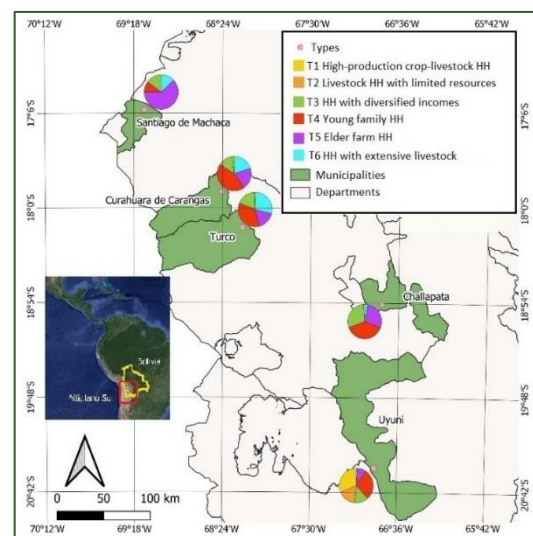 70°12'W 69°18'W 68°24'W 67°30'W 66°36'W 65°42'W
Types
T1 High-production crop-livestock HH
T2 Livestock HH with limited resources
T3 HH with diversified incomes
T4 Young family HH
T5 Elder farm HH
T6 HH with extensive livestock
Municipalities
Departments
17°6'S
17°6'S
Santiago de Machaca
Curahuara de Carangas
18°0'S
18°0'S
Turco
Challapata
18°54'S
18°54'S
Bolivia
Altiplano Su
19°48'S
19°48'S
Uyuni
20°42'S
20°42'S
0 50 100 km
70°12'W 69°18'W 68°24'W 67°30'W 66°36'W 65°42'W